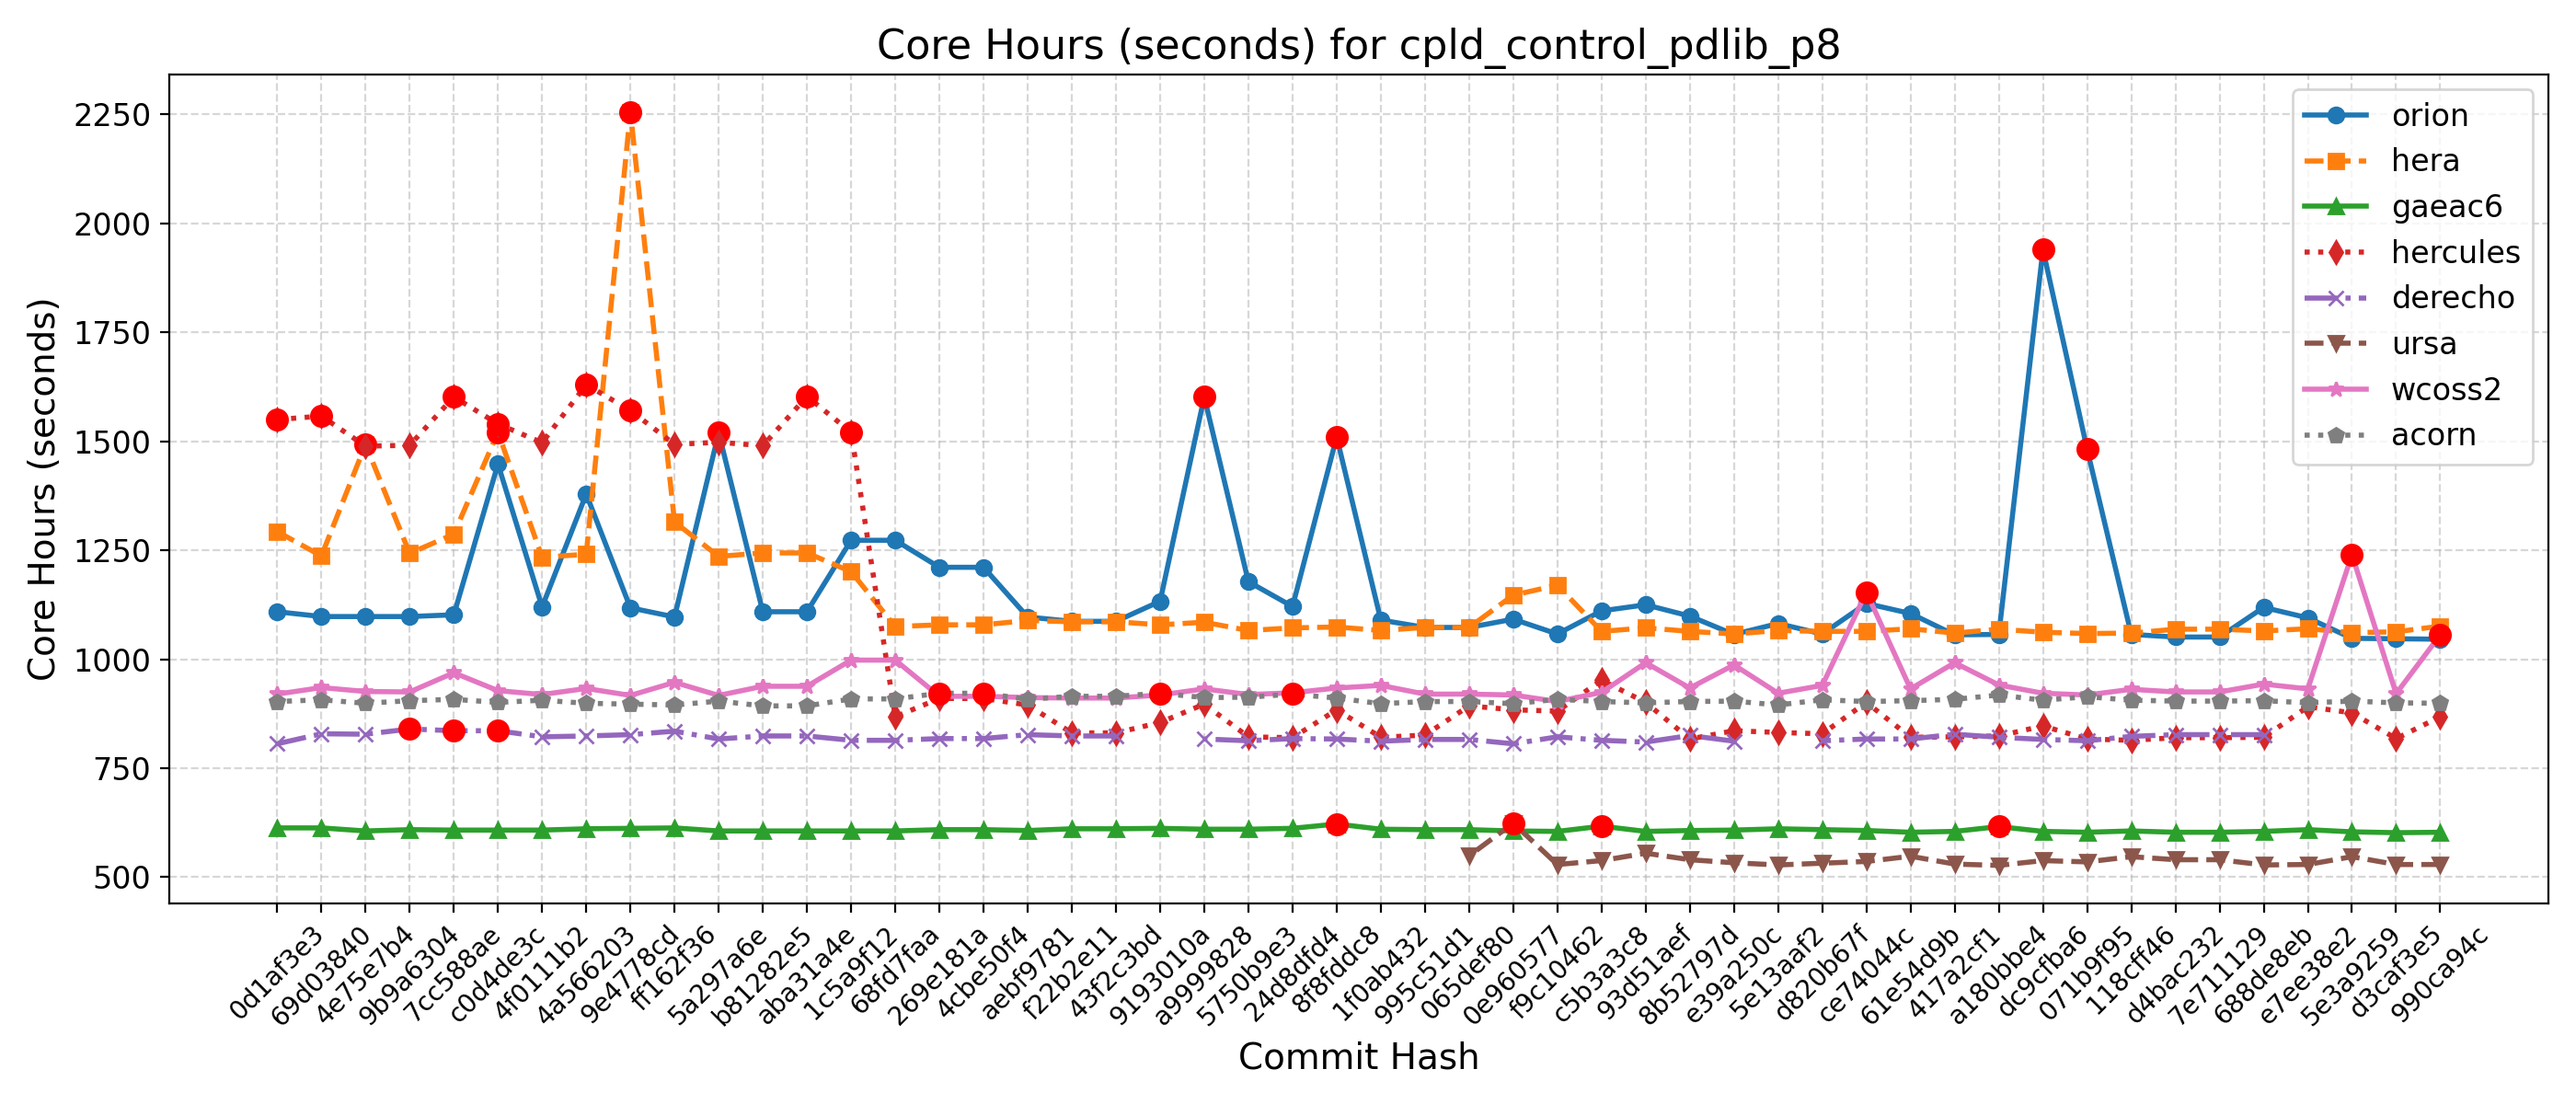 Core Hours (seconds) for cpld_control_pdlib_p8
Core Hours (seconds)
2250
2000
1750
1500
1250
1000
750
500
orion
hera
gaeac6
hercules
derecho
ursa
wcoss2
acorn
0d1af3e3
69d03840
4e75e7b4
9b9a6304
7cc588ae
c0d4de3c
4f0111b2
4a566203
9e4778cd
ff162f36
5a297a6e
b81282e5
aba31a4e
1c5a9f12
68fd7faa
269e181a
4cbe50f4
aebf9781
f22b2e11
43f2c3bd
9193010a
a9999828
5750b9e3
24d8dfd4
8f8fddc8
1f0ab432
995c51d1
065def80
0e960577
f9c10462
c5b3a3c8
93d51aef
8b52797d
e39a250c
5e13aaf2
d820b67f
ce74044c
61e54d9b
417a2cf1
a180bbe4
dc9cfba6
071b9f95
118cff46
d4bac232
7e711129
688de8eb
e7ee38e2
5e3a9259
d3caf3e5
990ca94c
Commit Hash